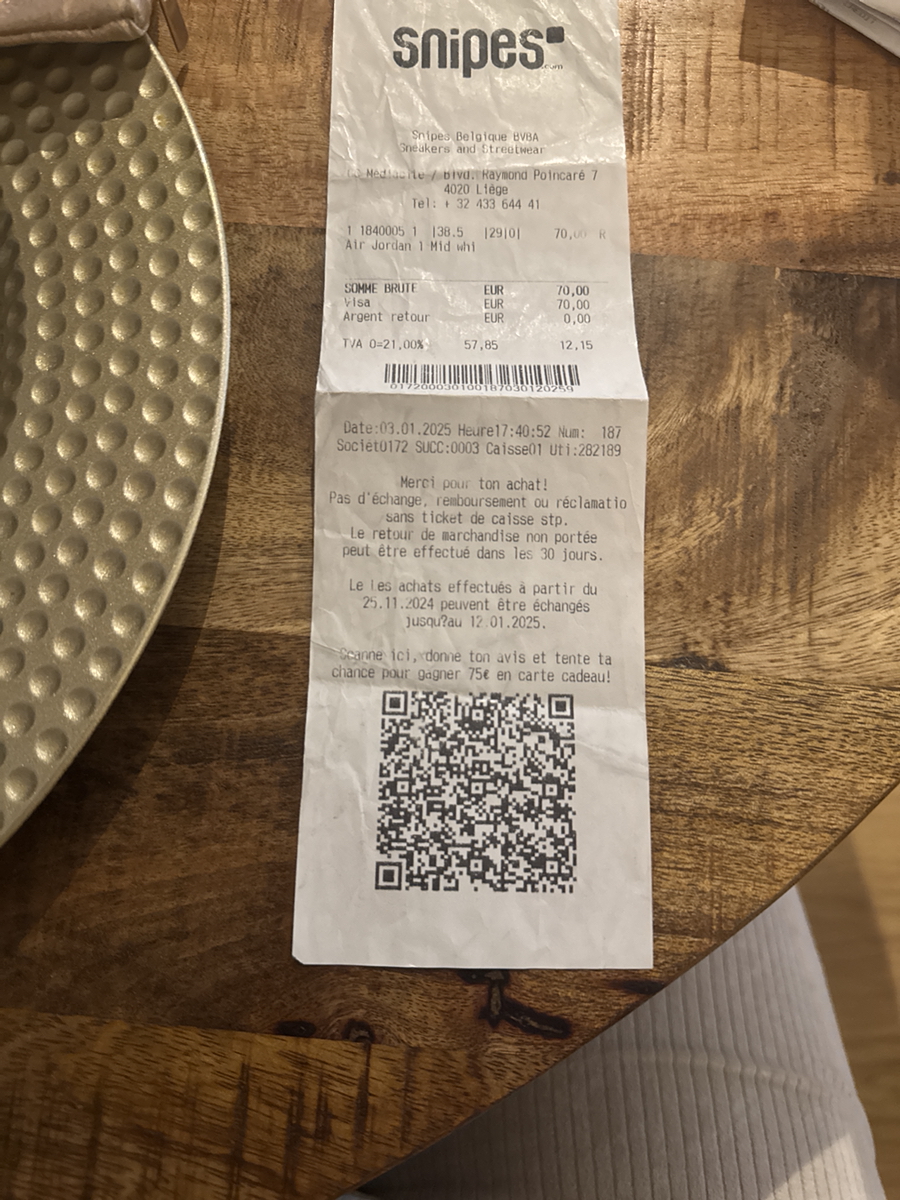 snipes
.com
Snipes Belgique BVBA
Sneakers and Streetwear
Médiacité / Blvd. Raymond Poincaré 7
4020 Liège
Tel: + 32 433 644 41
1 1840005 1 |38.5 |29|0| 70,00 R
Air Jordan 1 Mid whi
SOMME BRUTE EUR 70,00
Visa EUR 70,00
Argent retour EUR 0,00
TVA 0=21,00% 57,85 12,15
017200030100187030120259
Date:03.01.2025 Heure17:40:52 Num: 187
Societ0172 SUCC:0003 Caisse01 Uti:282189
Merci pour ton achat!
Pas d'échange, remboursement ou réclamatio
sans ticket de caisse stp.
Le retour de marchandise non portée
peut être effectué dans les 30 jours.
Le les achats effectués à partir du
25.11.2024 peuvent être échangés
jusqu?au 12.01.2025.
Scanne ici, donne ton avis et tente ta
chance pour gagner 75€ en carte cadeau!